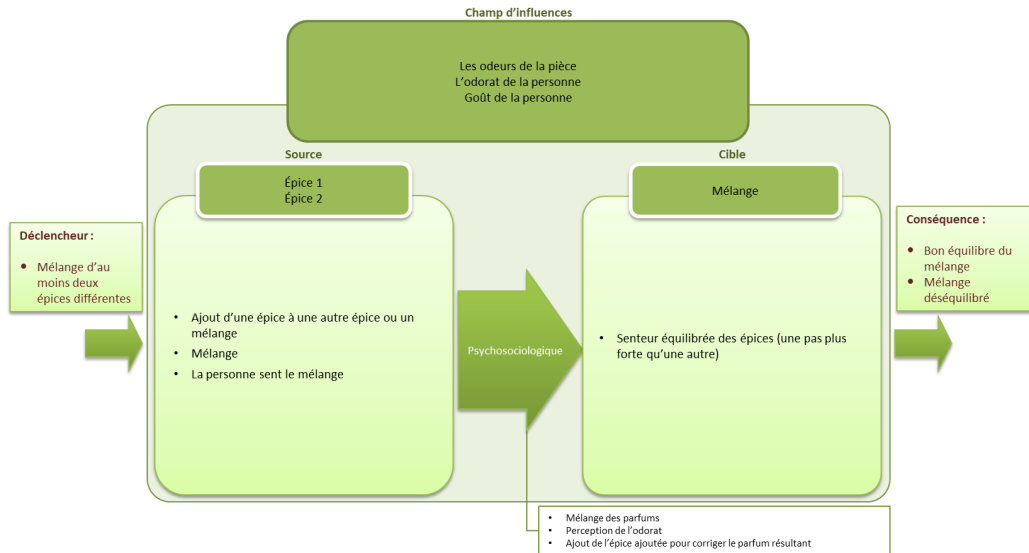 Champ d'influences
Les odeurs de la pièce
L'odorat de la personne
Goût de la personne
Source
Épice 1
Épice 2
Cible
Mélange
Déclencheur :
• Mélange d'au
moins deux
épices différentes
• Ajout d'une épice à une autre épice ou un
mélange
• Mélange
• La personne sent le mélange
Psychosociologique
• Senteur équilibrée des épices (une pas plus
forte qu'une autre)
Conséquence :
• Bon équilibre du
mélange
• Mélange
déséquilibré
• Mélange des parfums
• Perception de l'odorat
• Ajout de l'épice ajoutée pour corriger le parfum résultant